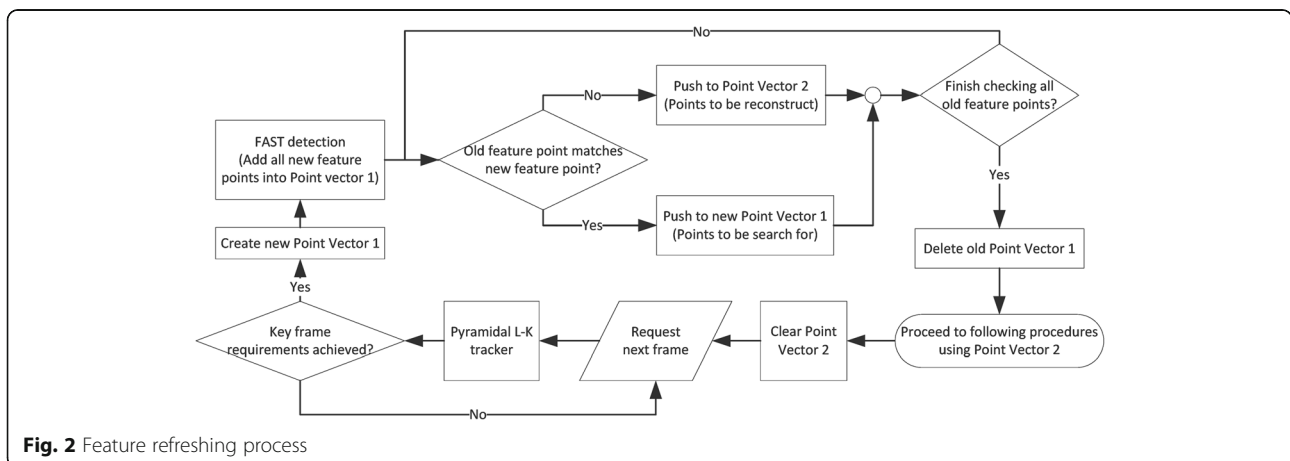 No
FAST detection
(Add all new feature
points into Point vector 1)
Old feature point matches
new feature point?
No
Push to Point Vector 2
(Points to be reconstruct)
Finish checking all
old feature points?
Yes
Push to new Point Vector 1
(Points to be search for)
Yes
Create new Point Vector 1
Delete old Point Vector 1
Yes
Key frame
requirements achieved?
Pyramidal L-K
tracker
Request
next frame
Clear Point
Vector 2
Proceed to following procedures
using Point Vector 2
No
Fig. 2 Feature refreshing process